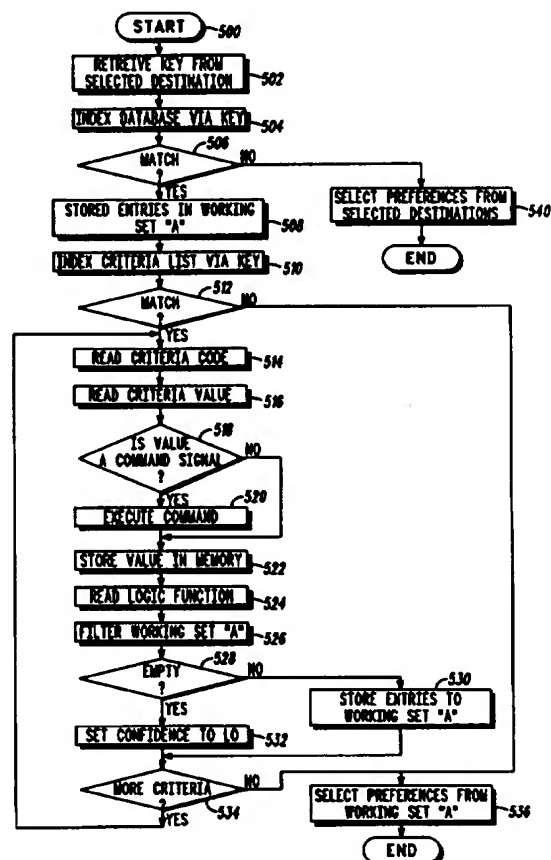 START 500
RETREIVE KEY FROM
SELECTED DESTINATION 502
INDEX DATABASE VIA KEY 504
506
MATCH
?
NO
YES
STORED ENTRIES IN WORKING
SET "A" 508
SELECT PREFERENCES FROM
SELECTED DESTINATIONS 540
END
INDEX CRITERIA LIST VIA KEY 510
512
MATCH
?
NO
YES
READ CRITERIA CODE 514
READ CRITERIA VALUE 516
518
IS VALUE
A COMMAND SIGNAL
?
NO
YES
520
EXECUTE COMMAND
STORE VALUE IN MEMORY 522
READ LOGIC FUNCTION 524
FILTER WORKING SET "A" 526
528
EMPTY
?
NO
YES
530
STORE ENTRIES TO
WORKING SET "A"
SET CONFIDENCE TO LO 532
MORE CRITERIA
?
NO
534
YES
SELECT PREFERENCES FROM
WORKING SET "A" 536
END